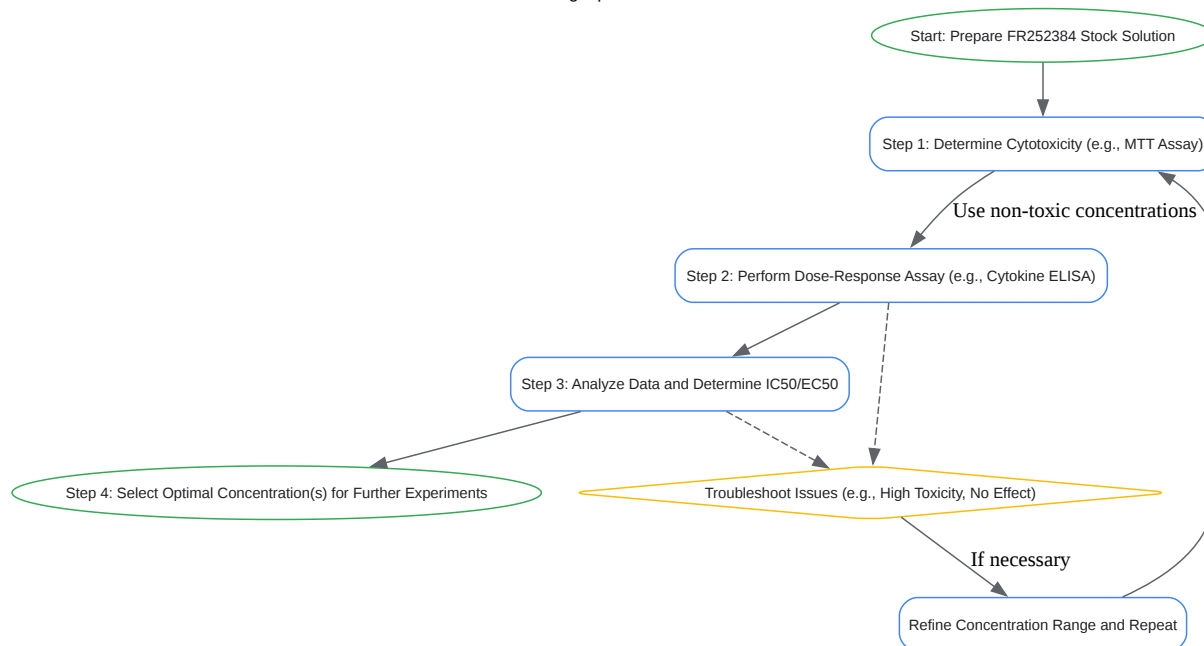 Start: Prepare FR252384 Stock Solution
Step 1: Determine Cytotoxicity (e.g., MTT Assay)
Use non-toxic concentrations
Step 2: Perform Dose-Response Assay (e.g., Cytokine ELISA)
Step 3: Analyze Data and Determine IC50/EC50
Step 4: Select Optimal Concentration(s) for Further Experiments
Troubleshoot Issues (e.g., High Toxicity, No Effect)
If necessary
Refine Concentration Range and Repeat